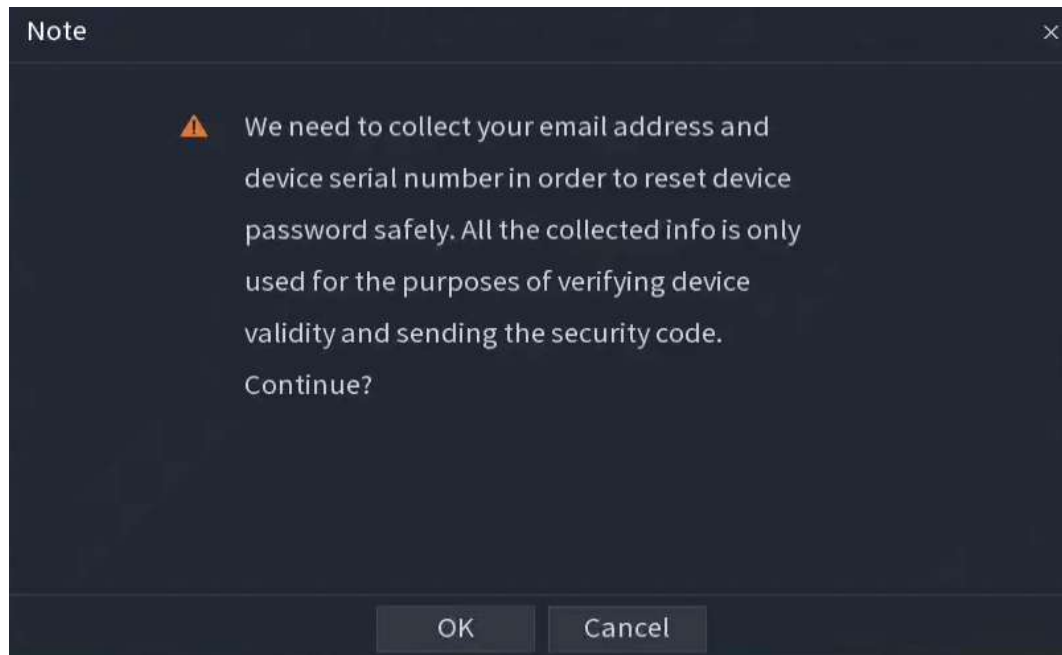 Note
We need to collect your email address and
device serial number in order to reset device
password safely. All the collected info is only
used for the purposes of verifying device
validity and sending the security code.
Continue?
OK
Cancel